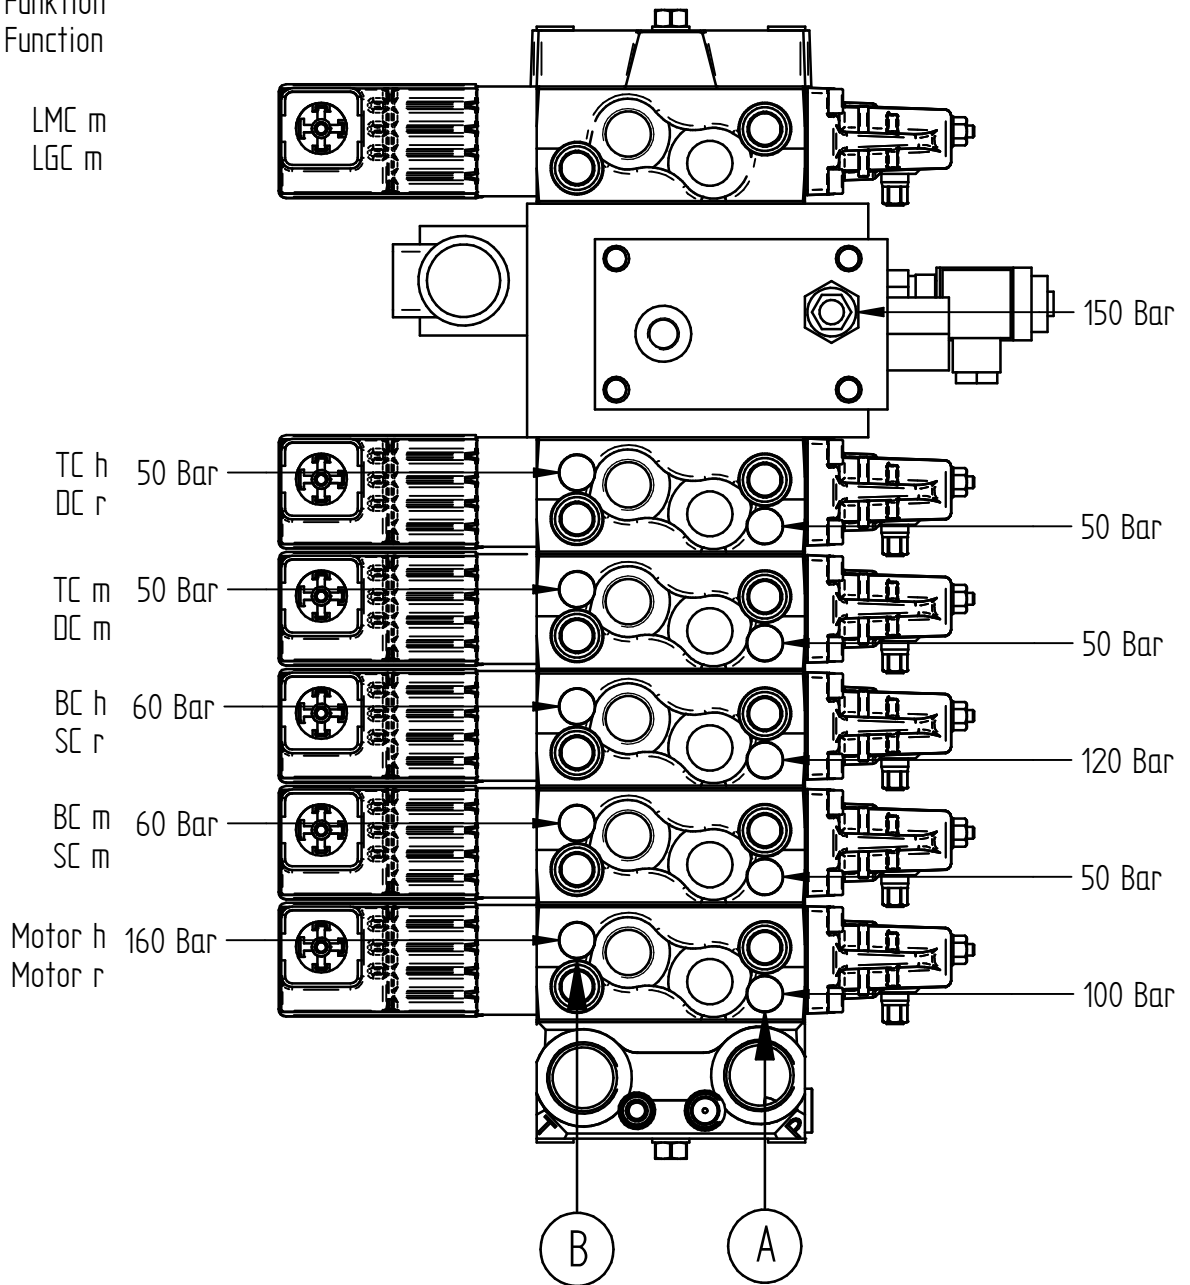 Funktion
Function
LMC m
LGC m
150 Bar
TC h 50 Bar
DC r
50 Bar
TC m 50 Bar
DC m
50 Bar
BC h 60 Bar
SC r
120 Bar
BC m 60 Bar
SC m
50 Bar
Motor h 160 Bar
Motor r
100 Bar
T P
B A